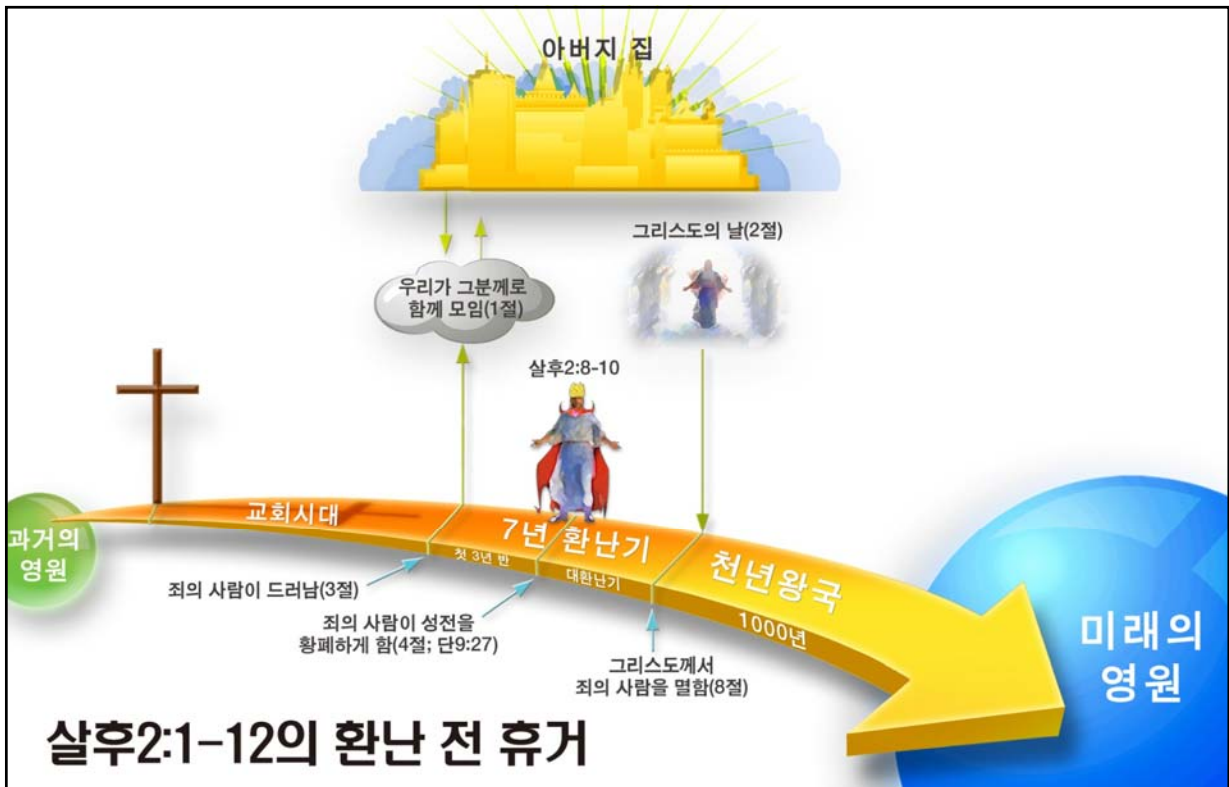 아버지 집
그리스도의 날(2절)
우리가 그분께로
함께 모임(1절)
살후2:8-10
과거의
영원
교회시대
7년 환난기
첫 3년 반
대환난기
천년왕국
1000년
미래의
영원
죄의 사람이 드러남(3절)
죄의 사람이 성전을
황폐하게 함(4절; 단9:27)
그리스도께서
죄의 사람을 멸함(8절)
살후2:1-12의 환난 전 휴거